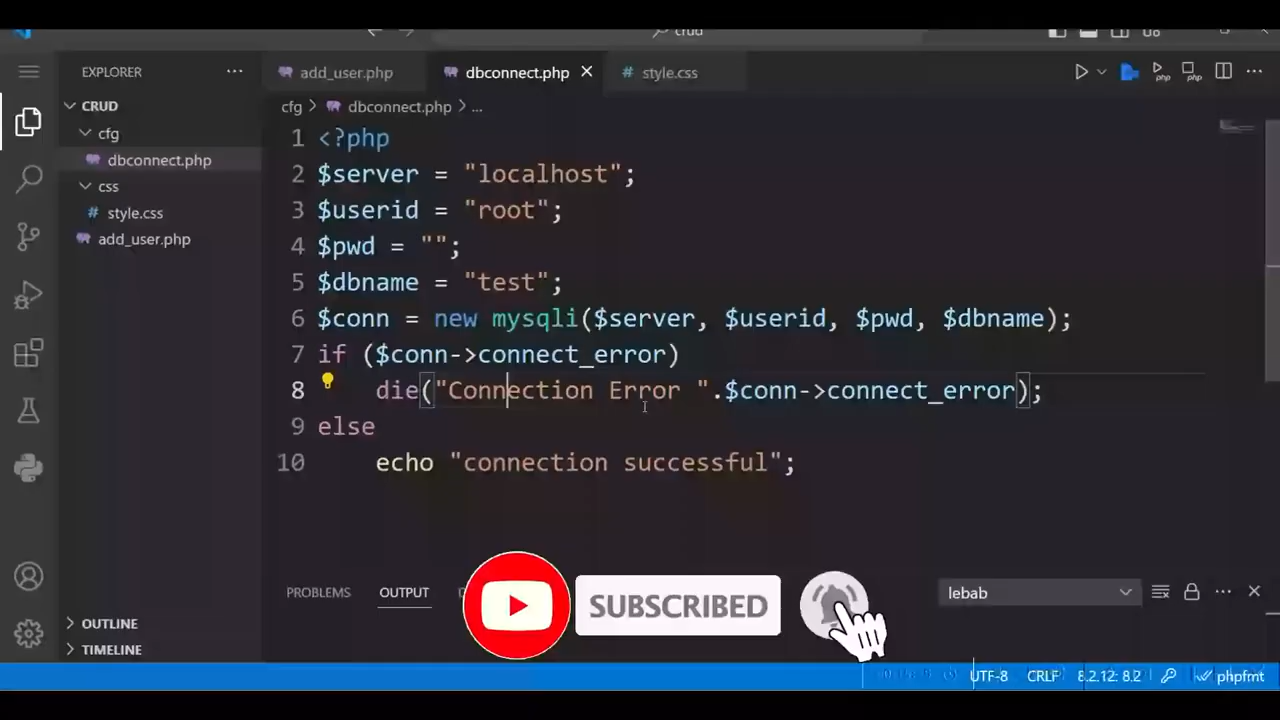 crud
EXPLORER ...
add_user.php
dbconnect.php
style.css
php
php
CRUD
cfg
dbconnect.php
css
style.css
add_user.php
cfg > dbconnect.php > ...
1 <?php
2 $server = "localhost";
3 $userid = "root";
4 $pwd = "";
5 $dbname = "test";
6 $conn = new mysqli($server, $userid, $pwd, $dbname);
7 if ($conn->connect_error)
8 die("Connection Error ".$conn->connect_error);
9 else
10 echo "connection successful";
PROBLEMS OUTPUT
SUBSCRIBED
lebab
OUTLINE
TIMELINE
UTF-8 CRLF 8.2.12: 8.2 phpfmt